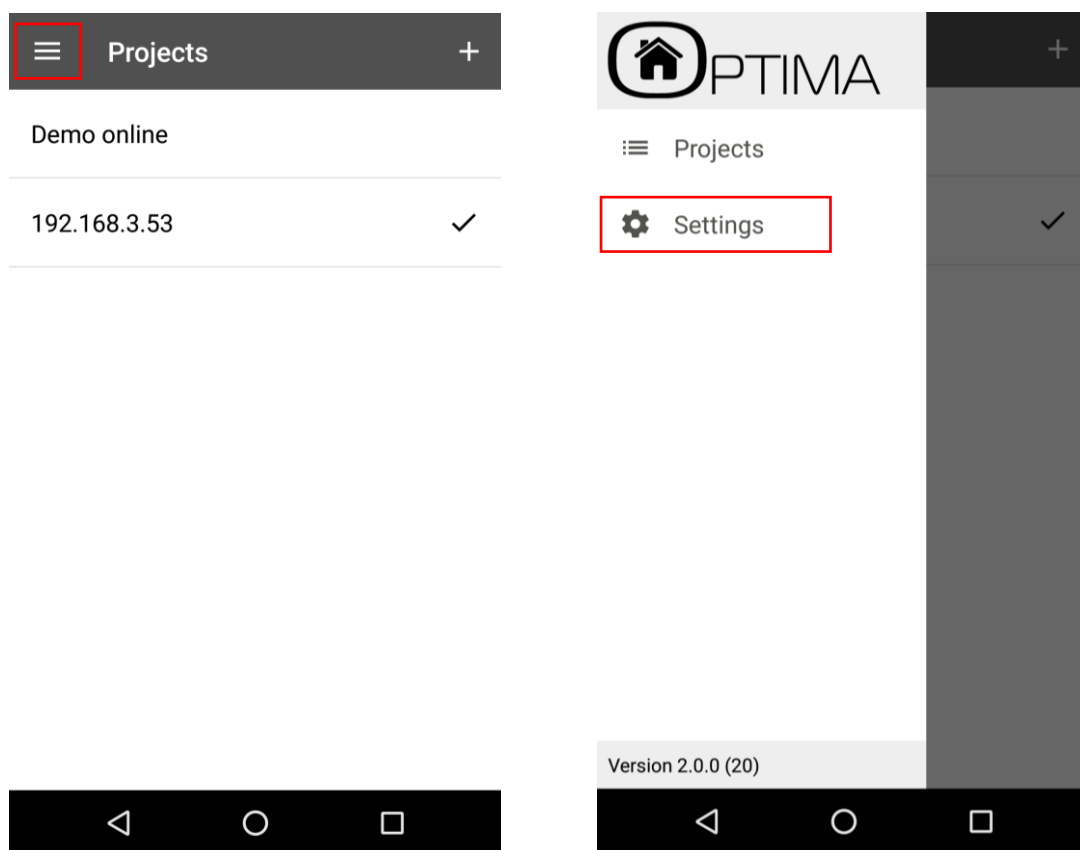 Projects
Demo online
192.168.3.53
OPTIMA
Projects
Settings
Version 2.0.0 (20)